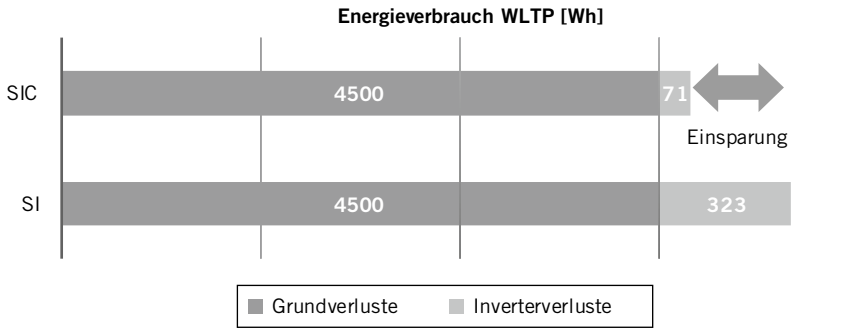 Energieverbrauch WLTP [Wh]
SIC
4500
71
Einsparung
SI
4500
323
Grundverluste
Inverterverluste